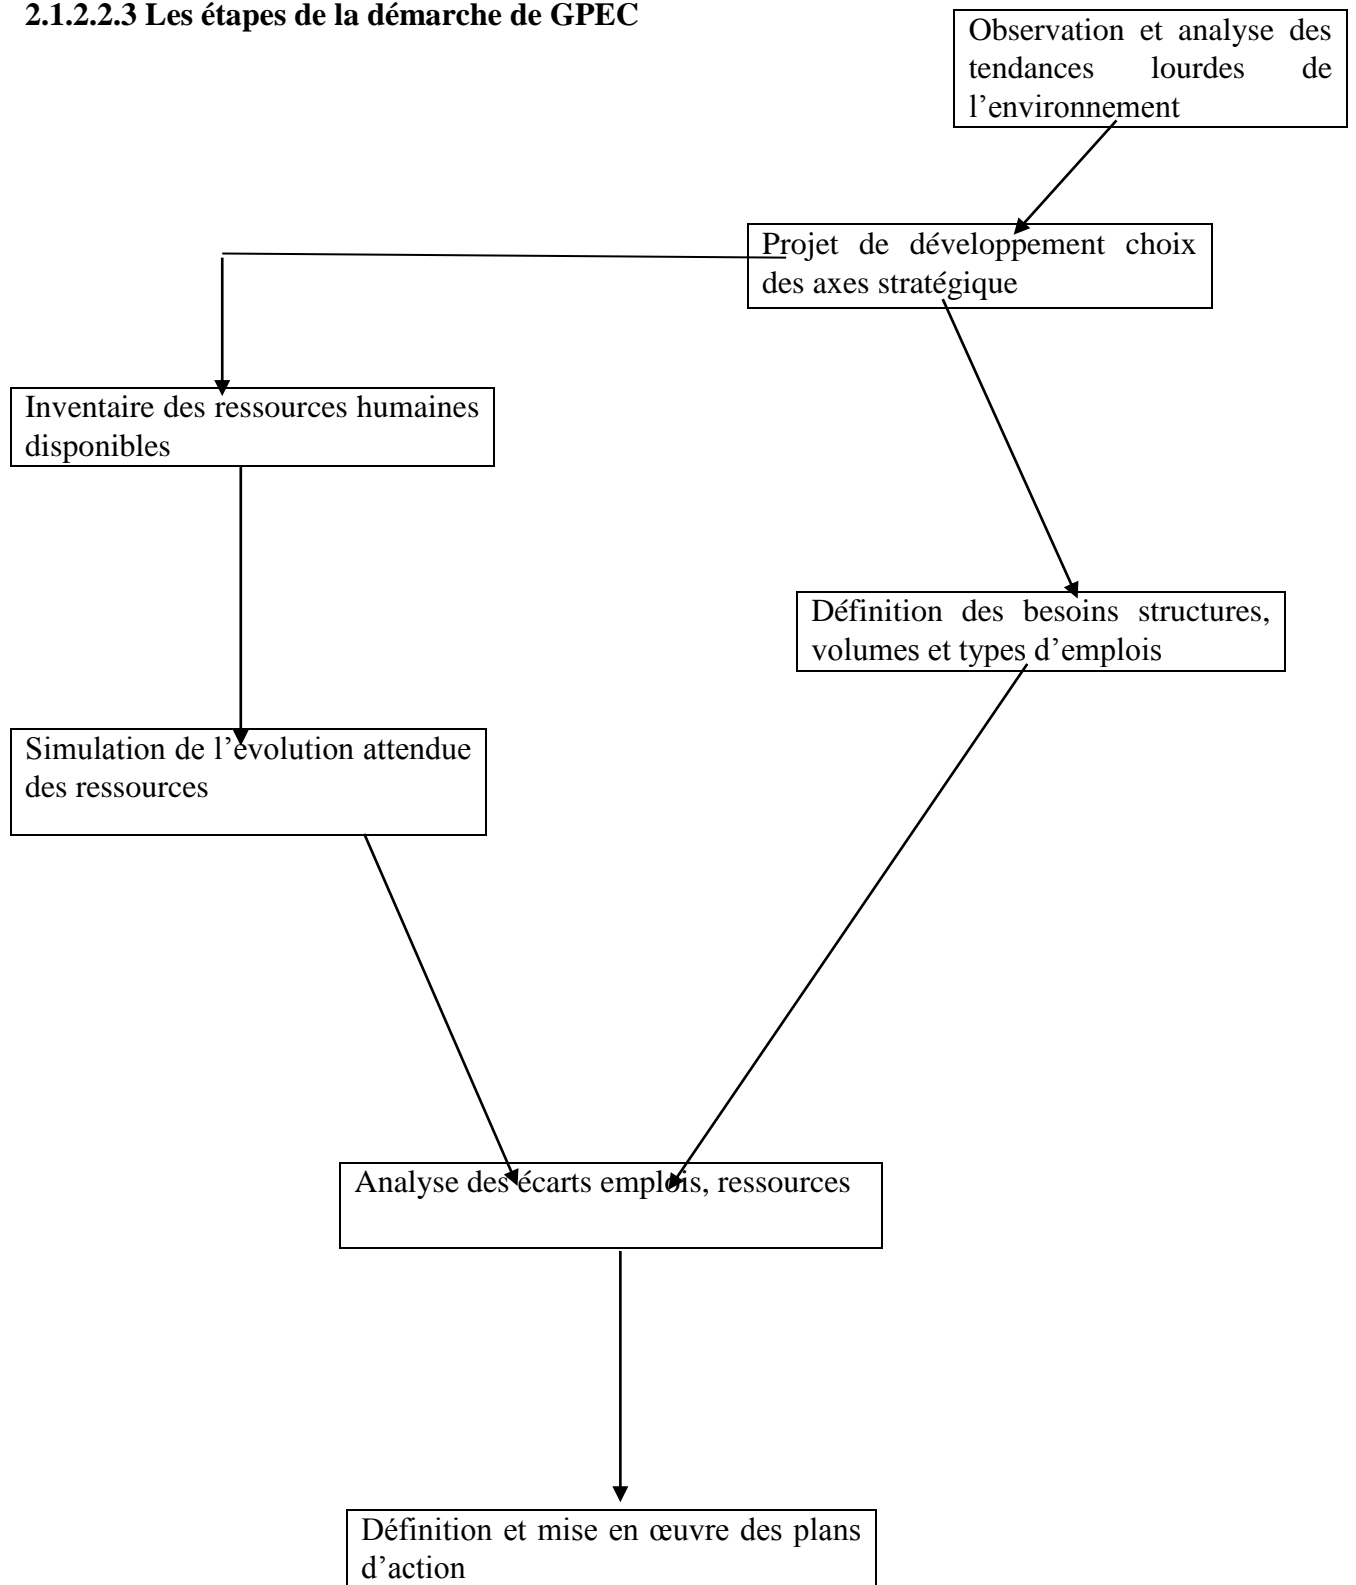 2.1.2.2.3 Les étapes de la démarche de GPEC
Observation et analyse des
tendances lourdes de
l’environnement
Projet de développement choix
des axes stratégique
Inventaire des ressources humaines
disponibles
Définition des besoins structures,
volumes et types d’emplois
Simulation de l’évolution attendue
des ressources
Analyse des écarts emplois, ressources
Définition et mise en œuvre des plans
d’action